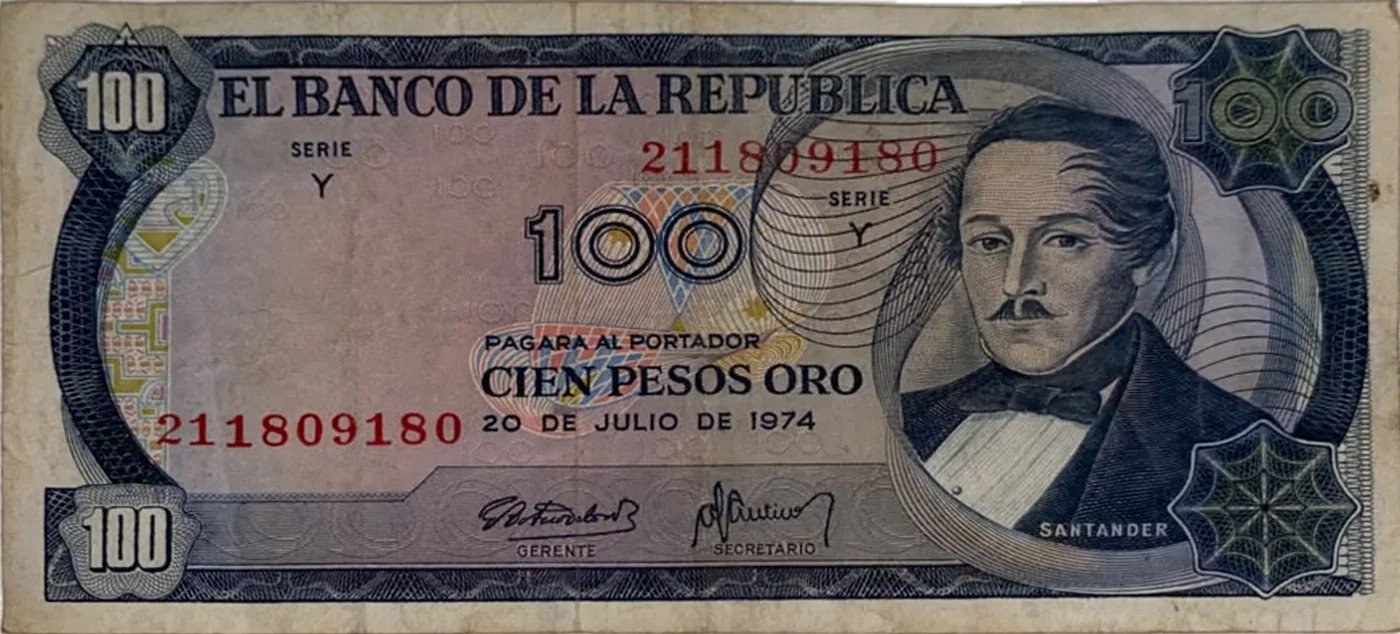 100
EL BANCO DE LA REPUBLICA
100
SERIE
Y
211809180
SERIE
Y
100
PAGARA AL PORTADOR
CIEN PESOS ORO
211809180
20 DE JULIO DE 1974
100
GERENTE
SECRETARIO
SANTANDER